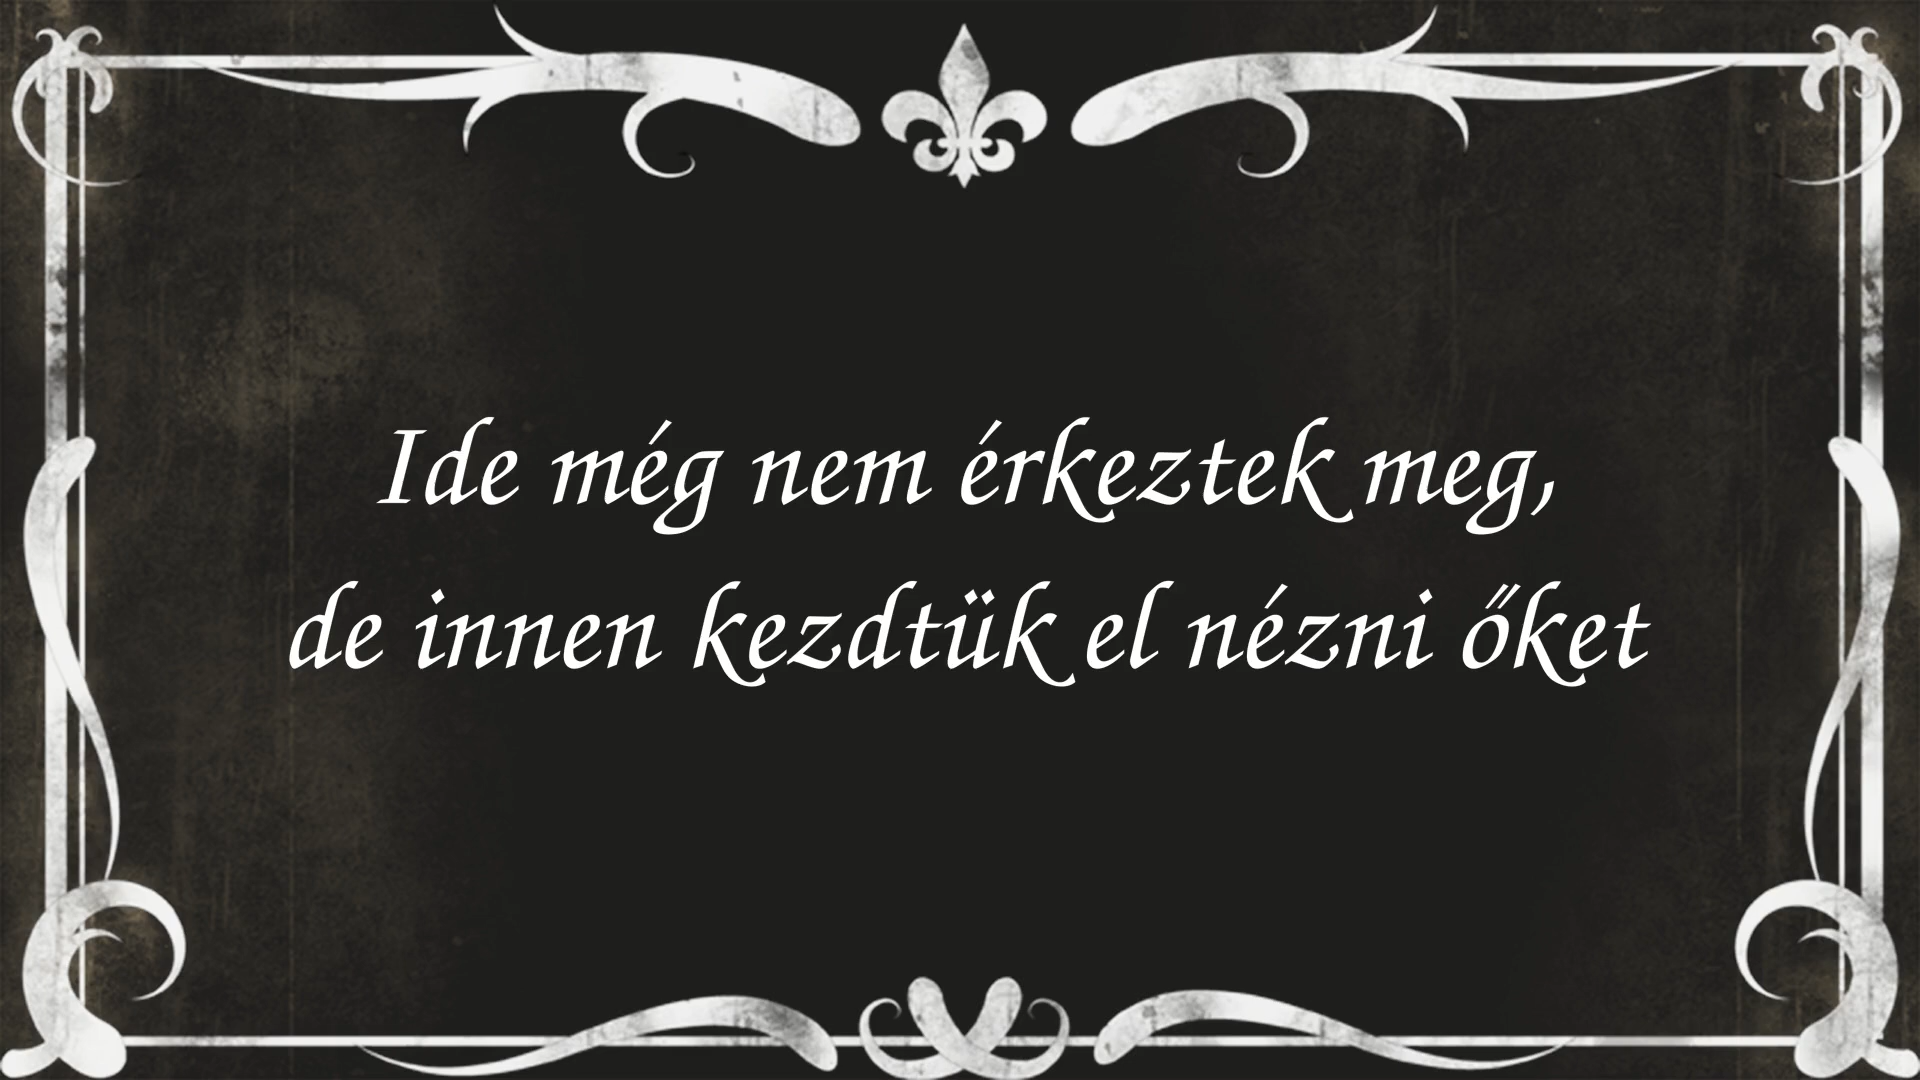 Ide még nem érkeztek meg,
de innen kezdtük el nézni őket